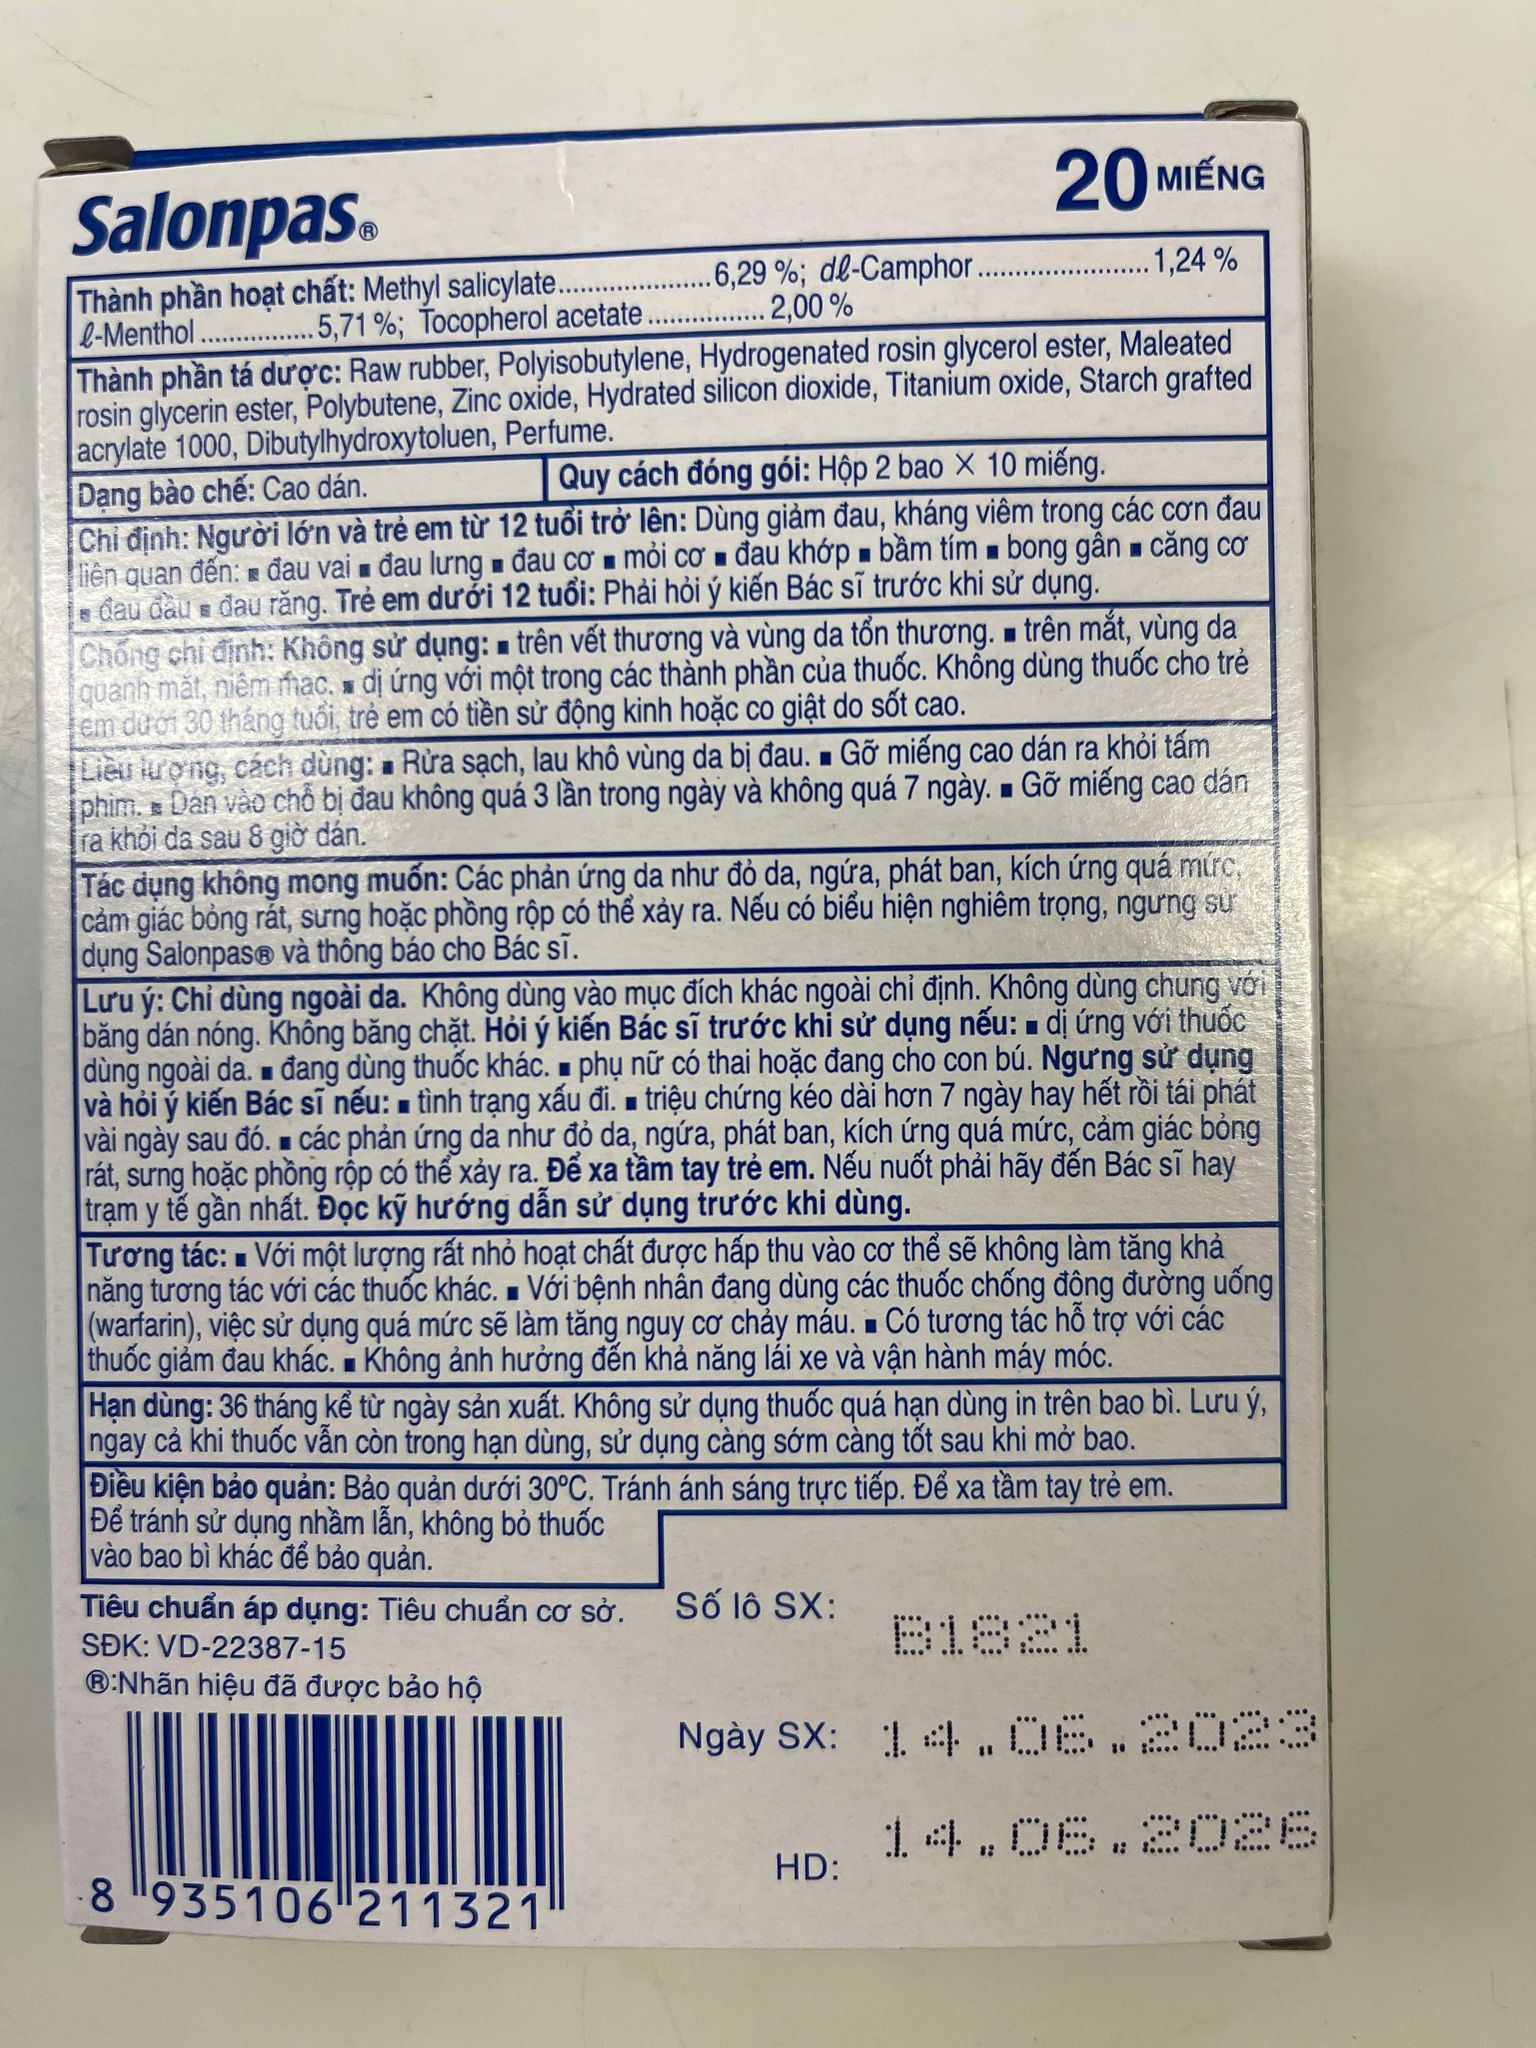 Salonpas®
20 MIẾNG
Thành phần hoạt chất: Methyl salicylate.....................6,29 %; dℓ-Camphor........................1,24 %
ℓ-Menthol................5,71 %; Tocopherol acetate................2,00 %
Thành phần tá dược: Raw rubber, Polyisobutylene, Hydrogenated rosin glycerol ester, Maleated
rosin glycerin ester, Polybutene, Zinc oxide, Hydrated silicon dioxide, Titanium oxide, Starch grafted
acrylate 1000, Dibutylhydroxytoluen, Perfume.
Dạng bào chế: Cao dán.
Quy cách đóng gói: Hộp 2 bao × 10 miếng.
Chỉ định: Người lớn và trẻ em từ 12 tuổi trở lên: Dùng giảm đau, kháng viêm trong các cơn đau
liên quan đến: ■ đau vai ■ đau lưng ■ đau cơ ■ mỏi cơ ■ đau khớp ■ bầm tím ■ bong gân ■ căng cơ
■ đau đầu ■ đau răng. Trẻ em dưới 12 tuổi: Phải hỏi ý kiến Bác sĩ trước khi sử dụng.
Chống chỉ định: Không sử dụng: ■ trên vết thương và vùng da tổn thương. ■ trên mắt, vùng da
quanh mắt, niêm mạc. ■ dị ứng với một trong các thành phần của thuốc. Không dùng thuốc cho trẻ
em dưới 30 tháng tuổi, trẻ em có tiền sử động kinh hoặc co giật do sốt cao.
Liều lượng, cách dùng: ■ Rửa sạch, lau khô vùng da bị đau. ■ Gỡ miếng cao dán ra khỏi tấm
phim. ■ Dán vào chỗ bị đau không quá 3 lần trong ngày và không quá 7 ngày. ■ Gỡ miếng cao dán
ra khỏi da sau 8 giờ dán.
Tác dụng không mong muốn: Các phản ứng da như đỏ da, ngứa, phát ban, kích ứng quá mức,
cảm giác bỏng rát, sưng hoặc phồng rộp có thể xảy ra. Nếu có biểu hiện nghiêm trọng, ngưng sử
dụng Salonpas® và thông báo cho Bác sĩ.
Lưu ý: Chỉ dùng ngoài da. Không dùng vào mục đích khác ngoài chỉ định. Không dùng chung với
băng dán nóng. Không băng chặt. Hỏi ý kiến Bác sĩ trước khi sử dụng nếu: ■ dị ứng với thuốc
dùng ngoài da. ■ đang dùng thuốc khác. ■ phụ nữ có thai hoặc đang cho con bú. Ngưng sử dụng
và hỏi ý kiến Bác sĩ nếu: ■ tình trạng xấu đi. ■ triệu chứng kéo dài hơn 7 ngày hay hết rồi tái phát
vài ngày sau đó. ■ các phản ứng da như đỏ da, ngứa, phát ban, kích ứng quá mức, cảm giác bỏng
rát, sưng hoặc phồng rộp có thể xảy ra. Để xa tầm tay trẻ em. Nếu nuốt phải hãy đến Bác sĩ hay
trạm y tế gần nhất. Đọc kỹ hướng dẫn sử dụng trước khi dùng.
Tương tác: ■ Với một lượng rất nhỏ hoạt chất được hấp thu vào cơ thể sẽ không làm tăng khả
năng tương tác với các thuốc khác. ■ Với bệnh nhân đang dùng các thuốc chống đông đường uống
(warfarin), việc sử dụng quá mức sẽ làm tăng nguy cơ chảy máu. ■ Có tương tác hỗ trợ với các
thuốc giảm đau khác. ■ Không ảnh hưởng đến khả năng lái xe và vận hành máy móc.
Hạn dùng: 36 tháng kể từ ngày sản xuất. Không sử dụng thuốc quá hạn dùng in trên bao bì. Lưu ý,
ngay cả khi thuốc vẫn còn trong hạn dùng, sử dụng càng sớm càng tốt sau khi mở bao.
Điều kiện bảo quản: Bảo quản dưới 30ºC. Tránh ánh sáng trực tiếp. Để xa tầm tay trẻ em.
Để tránh sử dụng nhầm lẫn, không bỏ thuốc
vào bao bì khác để bảo quản.
Tiêu chuẩn áp dụng: Tiêu chuẩn cơ sở.
SĐK: VD-22387-15
®:Nhãn hiệu đã được bảo hộ
Số lô SX: B1821
Ngày SX: 14.06.2023
HD: 14.06.2026
8 935106 211321